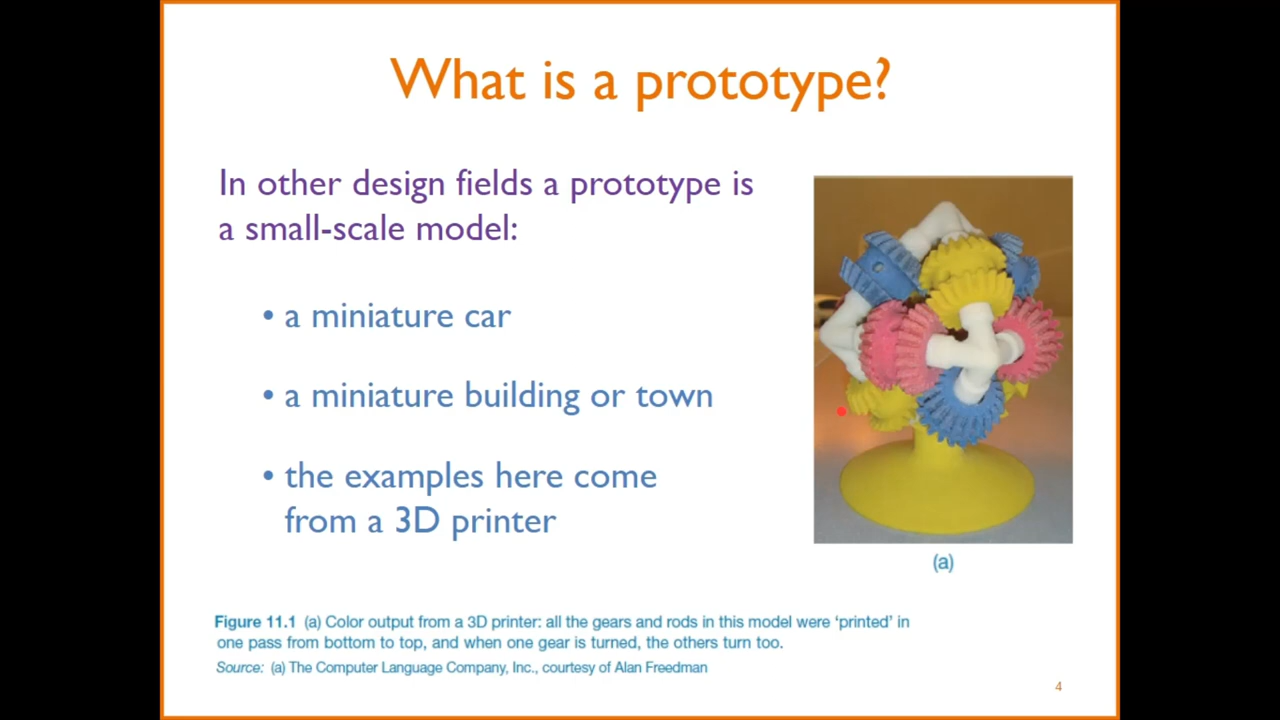 What is a prototype?
In other design fields a prototype is
a small-scale model:
• a miniature car
• a miniature building or town
• the examples here come
from a 3D printer
(a)
Figure 11.1 (a) Color output from a 3D printer: all the gears and rods in this model were ‘printed’ in
one pass from bottom to top, and when one gear is turned, the others turn too.
Source: (a) The Computer Language Company, Inc., courtesy of Alan Freedman
4